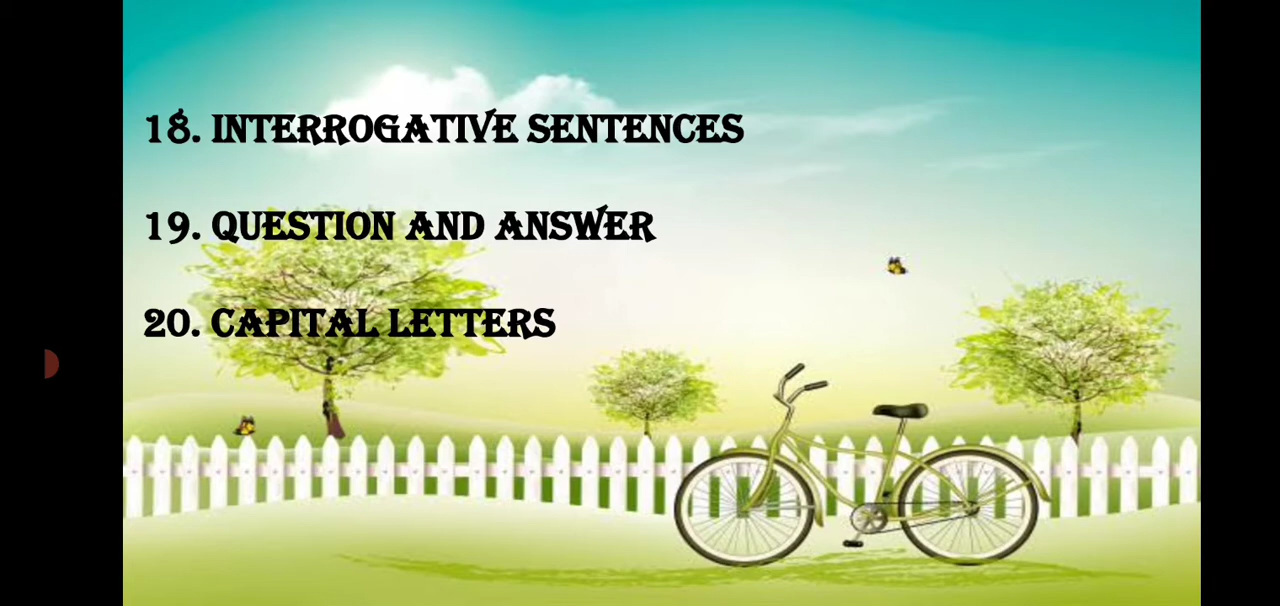 18. INTERROGATIVE SENTENCES
19. QUESTION AND ANSWER
20. CAPITAL LETTERS